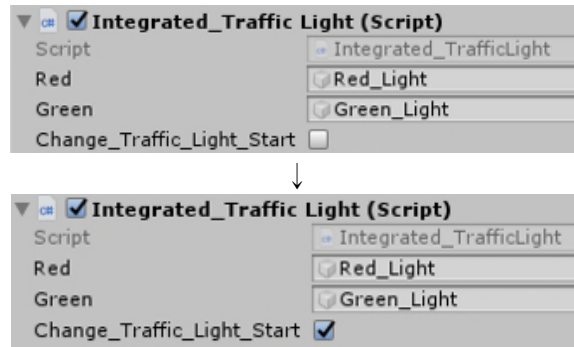 Integrated_Traffic Light (Script)
Script Integrated_TrafficLight
Red Red_Light
Green Green_Light
Change_Traffic_Light_Start
Integrated_Traffic Light (Script)
Script Integrated_TrafficLight
Red Red_Light
Green Green_Light
Change_Traffic_Light_Start